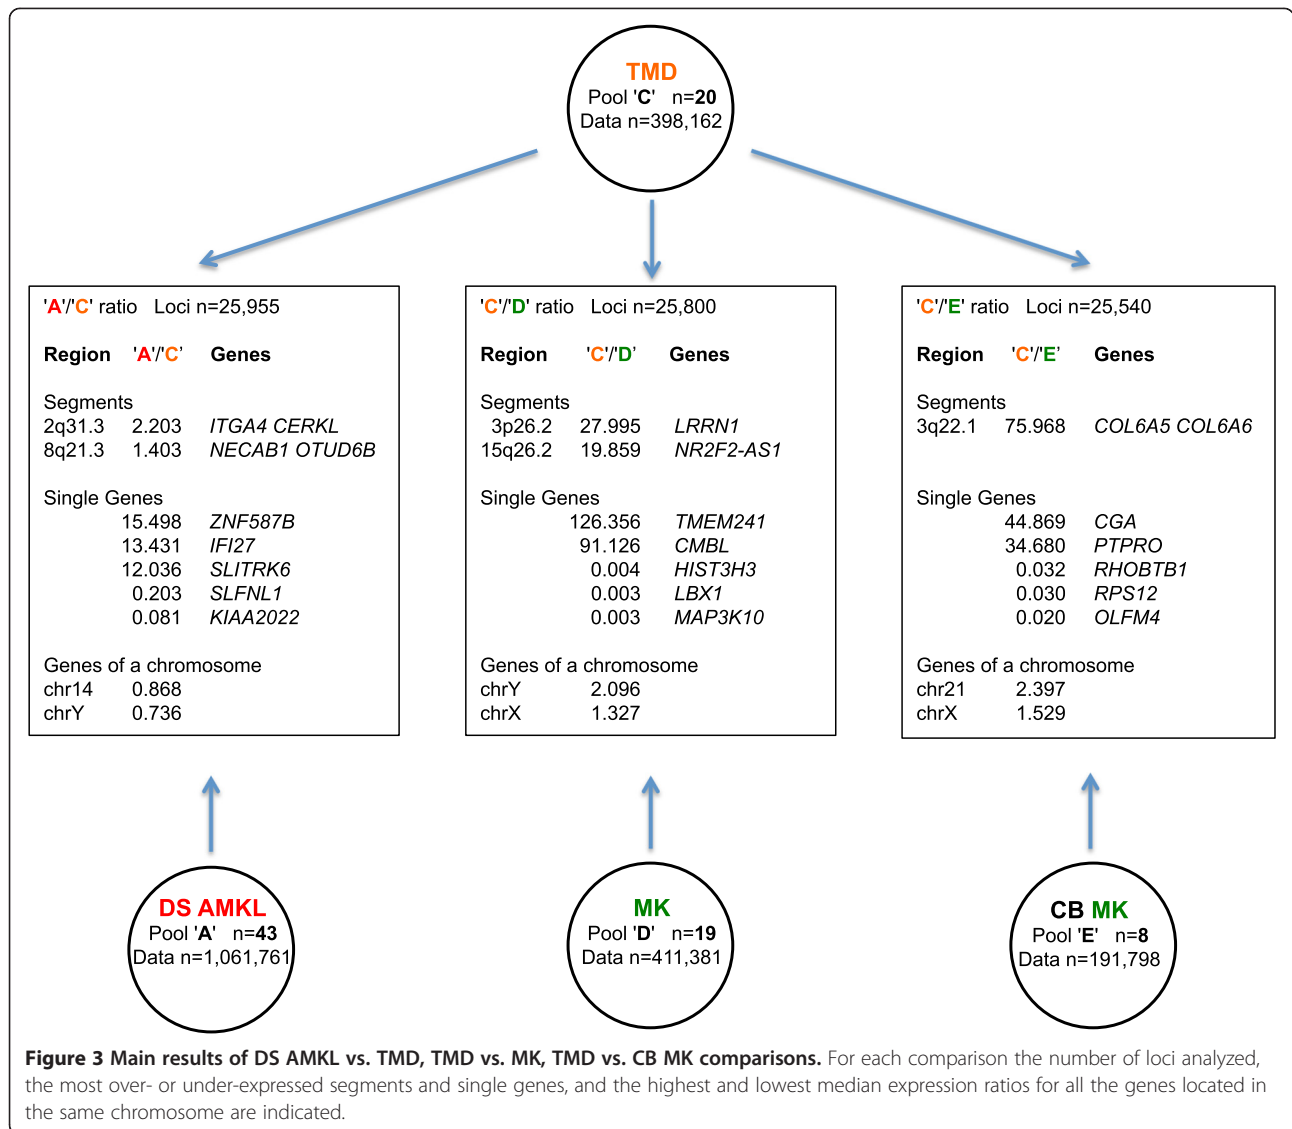 TMD
Pool 'C' n=20
Data n=398,162
'A'/'C' ratio Loci n=25,955
Region 'A'/'C' Genes
Segments
2q31.3 2.203 ITGA4 CERKL
8q21.3 1.403 NECAB1 OTUD6B
Single Genes
15.498 ZNF587B
13.431 IFI27
12.036 SLITRK6
0.203 SLFNL1
0.081 KIAA2022
Genes of a chromosome
chr14 0.868
chrY 0.736
'C'/'D' ratio Loci n=25,800
Region 'C'/'D' Genes
Segments
3p26.2 27.995 LRRN1
15q26.2 19.859 NR2F2-AS1
Single Genes
126.356 TMEM241
91.126 CMBL
0.004 HIST3H3
0.003 LBX1
0.003 MAP3K10
Genes of a chromosome
chrY 2.096
chrX 1.327
'C'/'E' ratio Loci n=25,540
Region 'C'/'E' Genes
Segments
3q22.1 75.968 COL6A5 COL6A6
Single Genes
44.869 CGA
34.680 PTPRO
0.032 RHOBTB1
0.030 RPS12
0.020 OLFM4
Genes of a chromosome
chr21 2.397
chrX 1.529
DS AMKL
Pool 'A' n=43
Data n=1,061,761
MK
Pool 'D' n=19
Data n=411,381
CB MK
Pool 'E' n=8
Data n=191,798
Figure 3 Main results of DS AMKL vs. TMD, TMD vs. MK, TMD vs. CB MK comparisons. For each comparison the number of loci analyzed,
the most over- or under-expressed segments and single genes, and the highest and lowest median expression ratios for all the genes located in
the same chromosome are indicated.